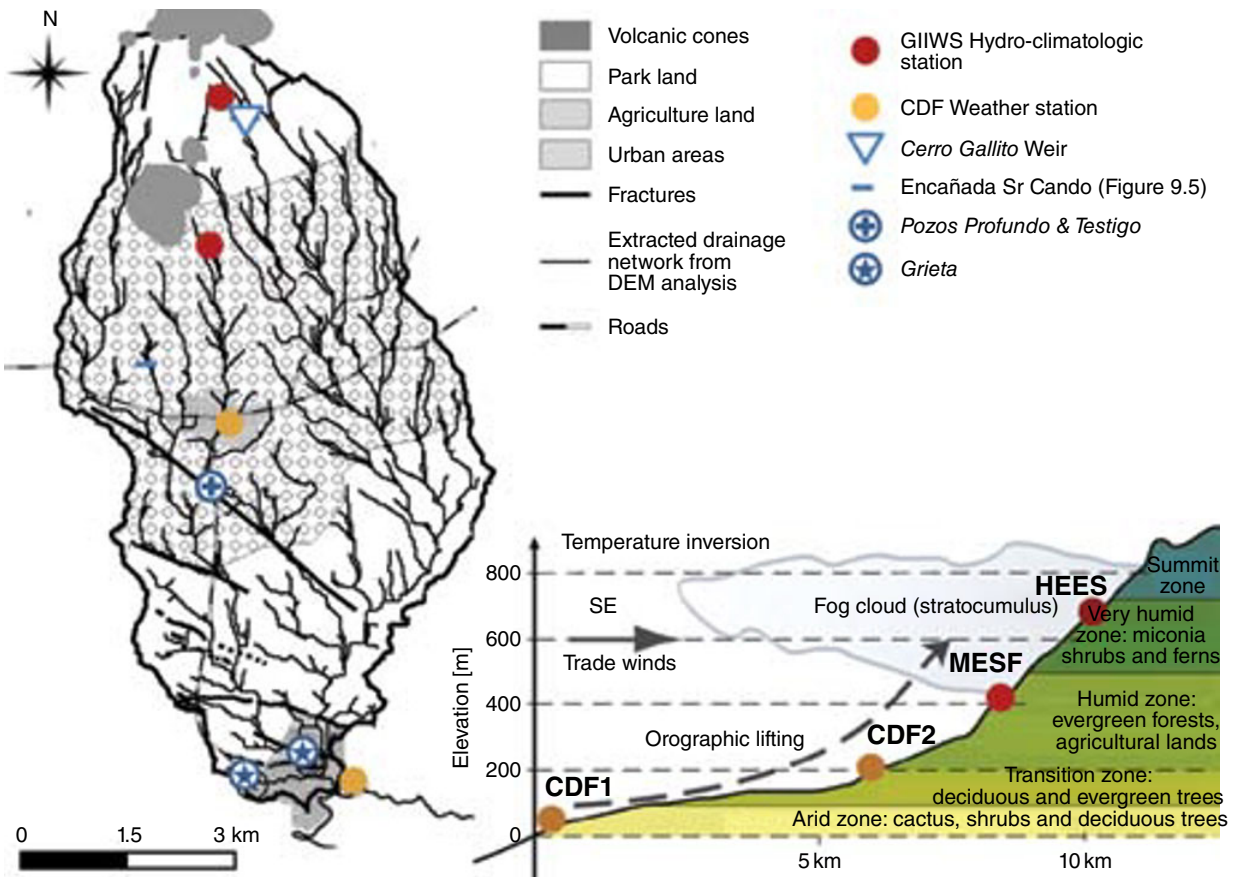 N
Volcanic cones
Park land
Agriculture land
Urban areas
Fractures
Extracted drainage
network from
DEM analysis
Roads
GIIWS Hydro-climatologic
station
CDF Weather station
Cerro Gallito Weir
Encañada Sr Cando (Figure 9.5)
Pozos Profundo & Testigo
Grieta
0 1.5 3 km
Elevation [m]
800
600
400
200
0
Temperature inversion
SE
Trade winds
Fog cloud (stratocumulus)
Orographic lifting
CDF1
CDF2
MESF
HEES
Summit
zone
Very humid
zone: miconia
shrubs and ferns
Humid zone:
evergreen forests,
agricultural lands
Transition zone:
deciduous and evergreen trees
Arid zone: cactus, shrubs and deciduous trees
5 km
10 km